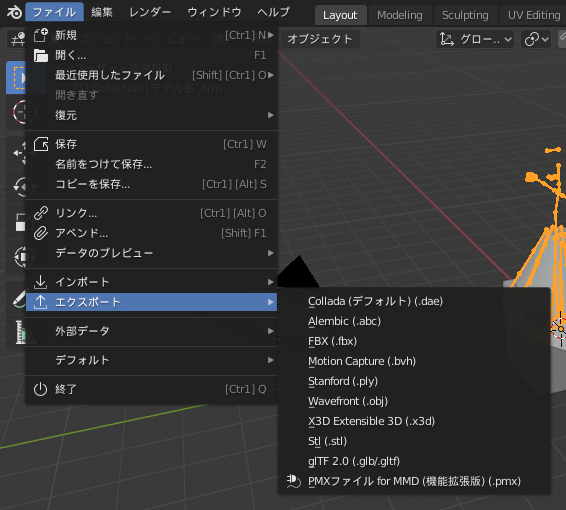 ファイル 編集 レンダー ウィンドウ ヘルプ Layout Modeling Sculpting UV Editing
オブジェクト グロー..
新規 [Ctrl] N
開く... F1
最近使用したファイル [Shift] [Ctrl] O
開き直す
復元
保存 [Ctrl] W
名前をつけて保存... F2
コピーを保存... [Ctrl] [Alt] S
リンク... [Ctrl] [Alt] O
アペンド... [Shift] F1
データのプレビュー
インポート
エクスポート
外部データ
デフォルト
終了 [Ctrl] Q
Collada (デフォルト) (.dae)
Alembic (.abc)
FBX (.fbx)
Motion Capture (.bvh)
Stanford (.ply)
Wavefront (.obj)
X3D Extensible 3D (.x3d)
Stl (.stl)
glTF 2.0 (.glb/.gltf)
PMXファイル for MMD (機能拡張版) (.pmx)